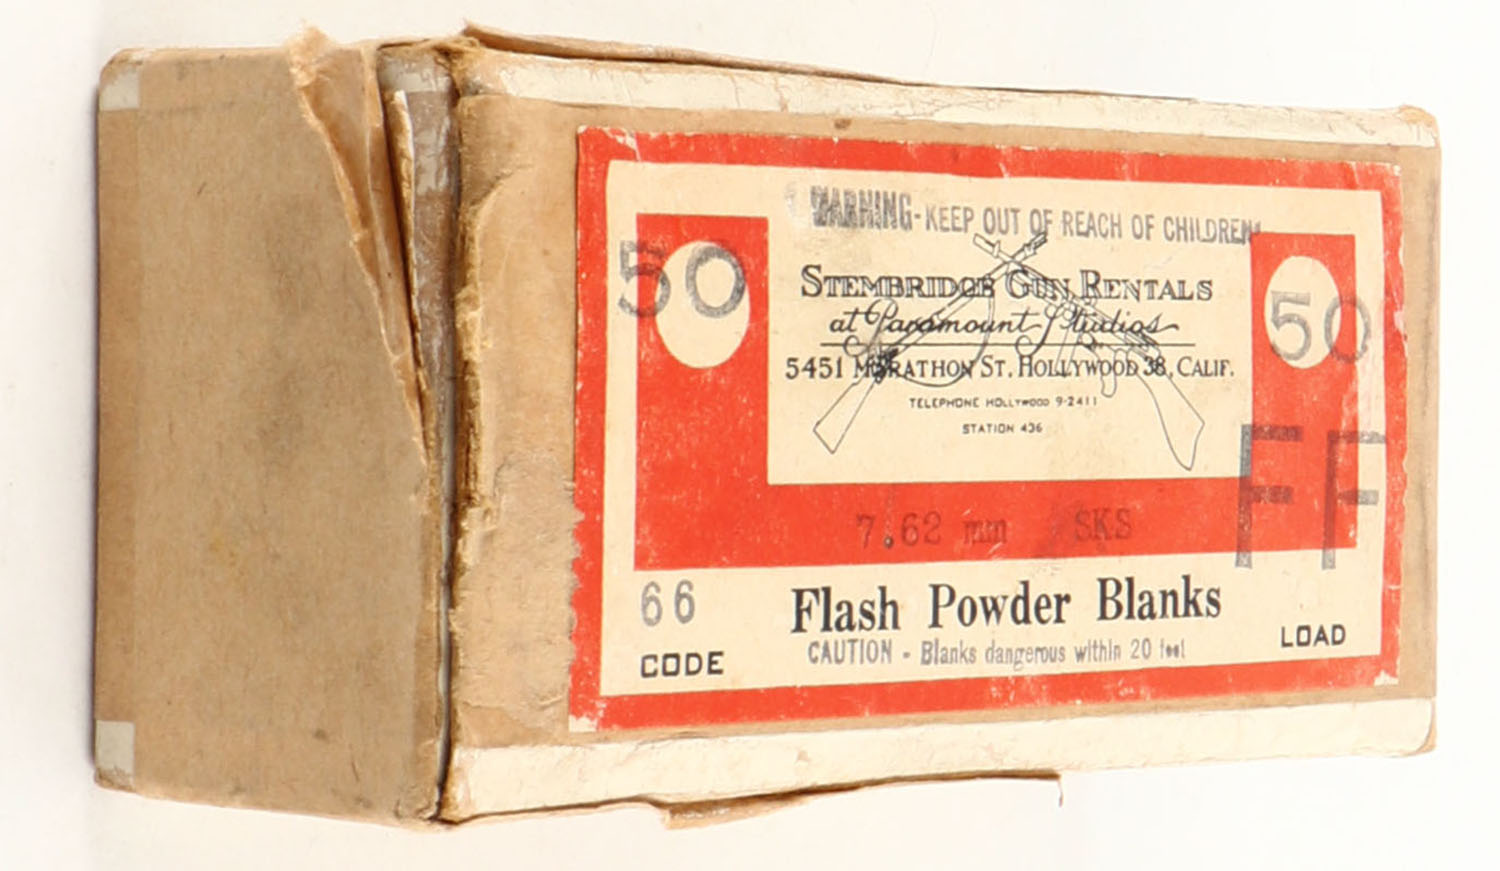 WARNING-KEEP OUT OF REACH OF CHILDREN!
50
50
STEMBRIDGE GUN RENTALS
at Paramount Studios
5451 MARATHON ST. HOLLYWOOD 38, CALIF.
TELEPHONE HOLLYWOOD 9-2411
STATION 436
FF
7.62 mm SKS
66
Flash Powder Blanks
CODE
CAUTION - Blanks dangerous within 20 feet
LOAD